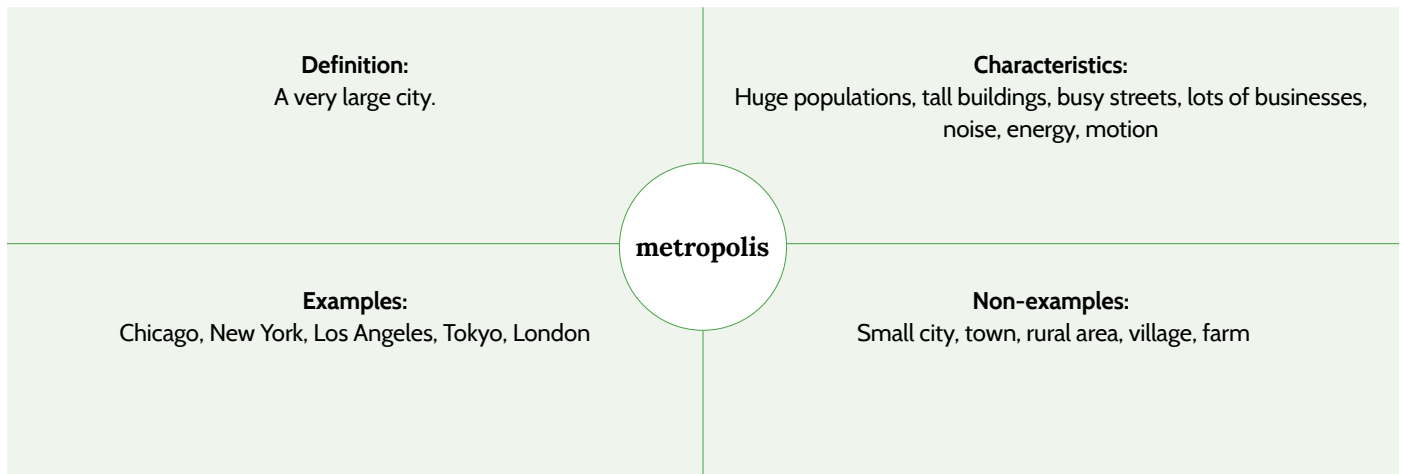 Definition:
A very large city.
Characteristics:
Huge populations, tall buildings, busy streets, lots of businesses,
noise, energy, motion
metropolis
Examples:
Chicago, New York, Los Angeles, Tokyo, London
Non-examples:
Small city, town, rural area, village, farm